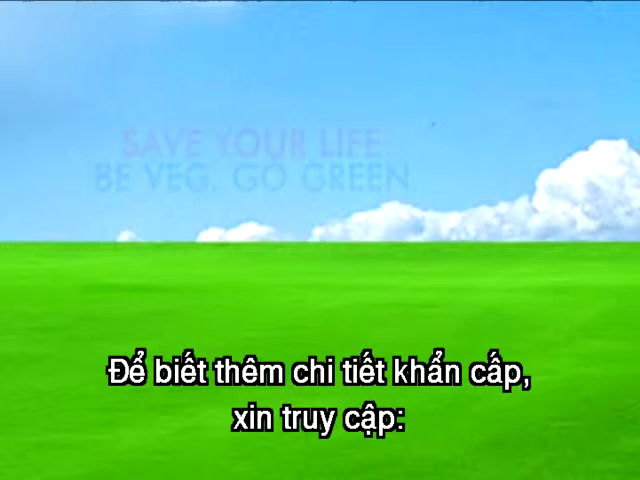 SAVE YOUR LIFE
BE VEG. GO GREEN
Để biết thêm chi tiết khẩn cấp,
xin truy cập: